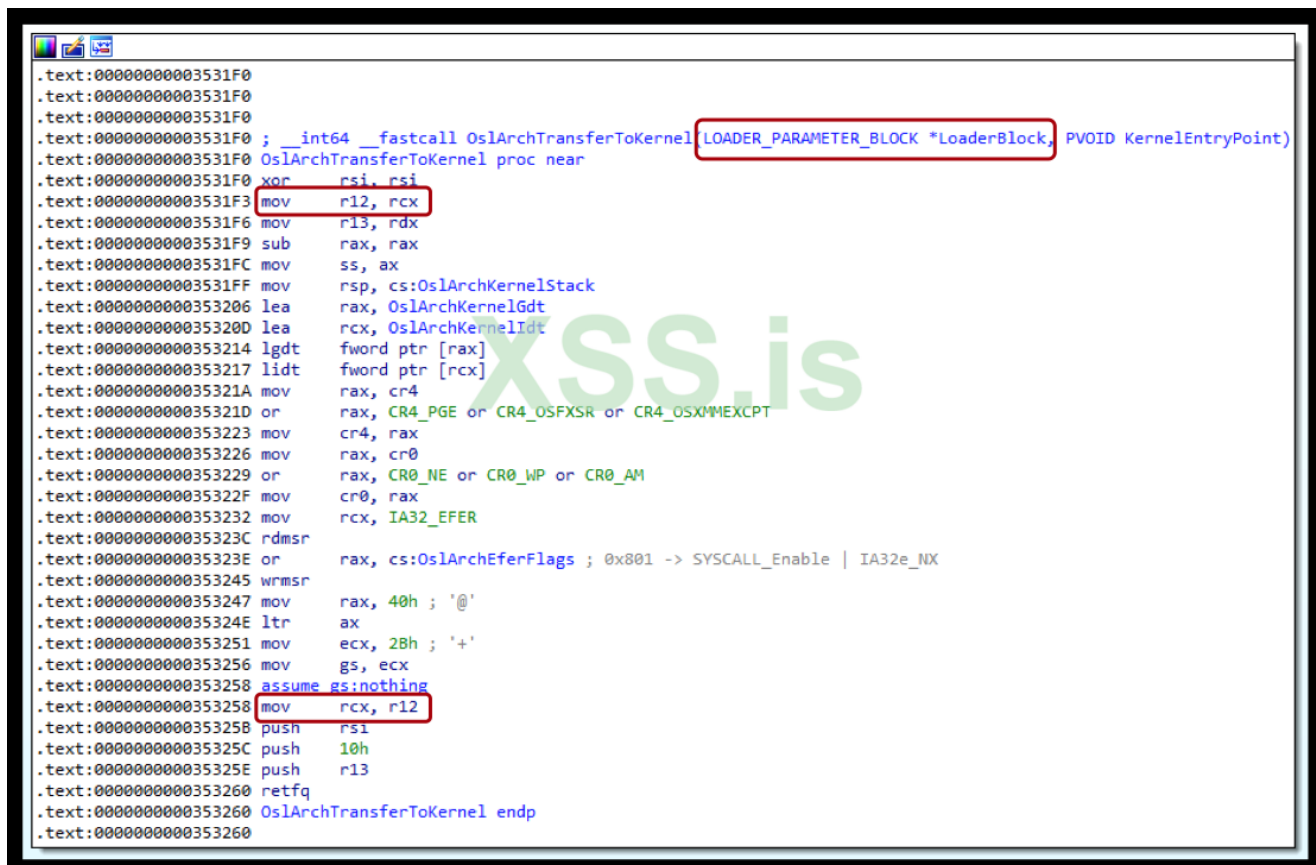 .text:00000000003531F0
.text:00000000003531F0
.text:00000000003531F0
.text:00000000003531F0 ; __int64 __fastcall OslArchTransferToKernel(LOADER_PARAMETER_BLOCK *LoaderBlock, PVOID KernelEntryPoint)
.text:00000000003531F0 OslArchTransferToKernel proc near
.text:00000000003531F0 xor rsi, rsi
.text:00000000003531F3 mov r12, rcx
.text:00000000003531F6 mov r13, rdx
.text:00000000003531F9 sub rax, rax
.text:00000000003531FC mov ss, ax
.text:00000000003531FF mov rsp, cs:OslArchKernelStack
.text:0000000000353206 lea rax, OslArchKernelGdt
.text:000000000035320D lea rcx, OslArchKernelIdt
.text:0000000000353214 lgdt fword ptr [rax]
.text:0000000000353217 lidt fword ptr [rcx]
.text:000000000035321A mov rax, cr4
.text:000000000035321D or rax, CR4_PGE or CR4_OSFXSR or CR4_OSXMMEXCPT
.text:0000000000353223 mov cr4, rax
.text:0000000000353226 mov rax, cr0
.text:0000000000353229 or rax, CR0_NE or CR0_WP or CR0_AM
.text:000000000035322F mov cr0, rax
.text:0000000000353232 mov rcx, IA32_EFER
.text:000000000035323C rdmsr
.text:000000000035323E or rax, cs:OslArchEferFlags ; 0x801 -> SYSCALL_Enable | IA32e_NX
.text:0000000000353245 wrmsr
.text:0000000000353247 mov rax, 40h ; '@'
.text:000000000035324E ltr ax
.text:0000000000353251 mov ecx, 2Bh ; '+'
.text:0000000000353256 mov gs, ecx
.text:0000000000353258 assume gs:nothing
.text:0000000000353258 mov rcx, r12
.text:000000000035325B push rsi
.text:000000000035325C push 10h
.text:000000000035325E push r13
.text:0000000000353260 retfq
.text:0000000000353260 OslArchTransferToKernel endp
.text:0000000000353260
XSS.is